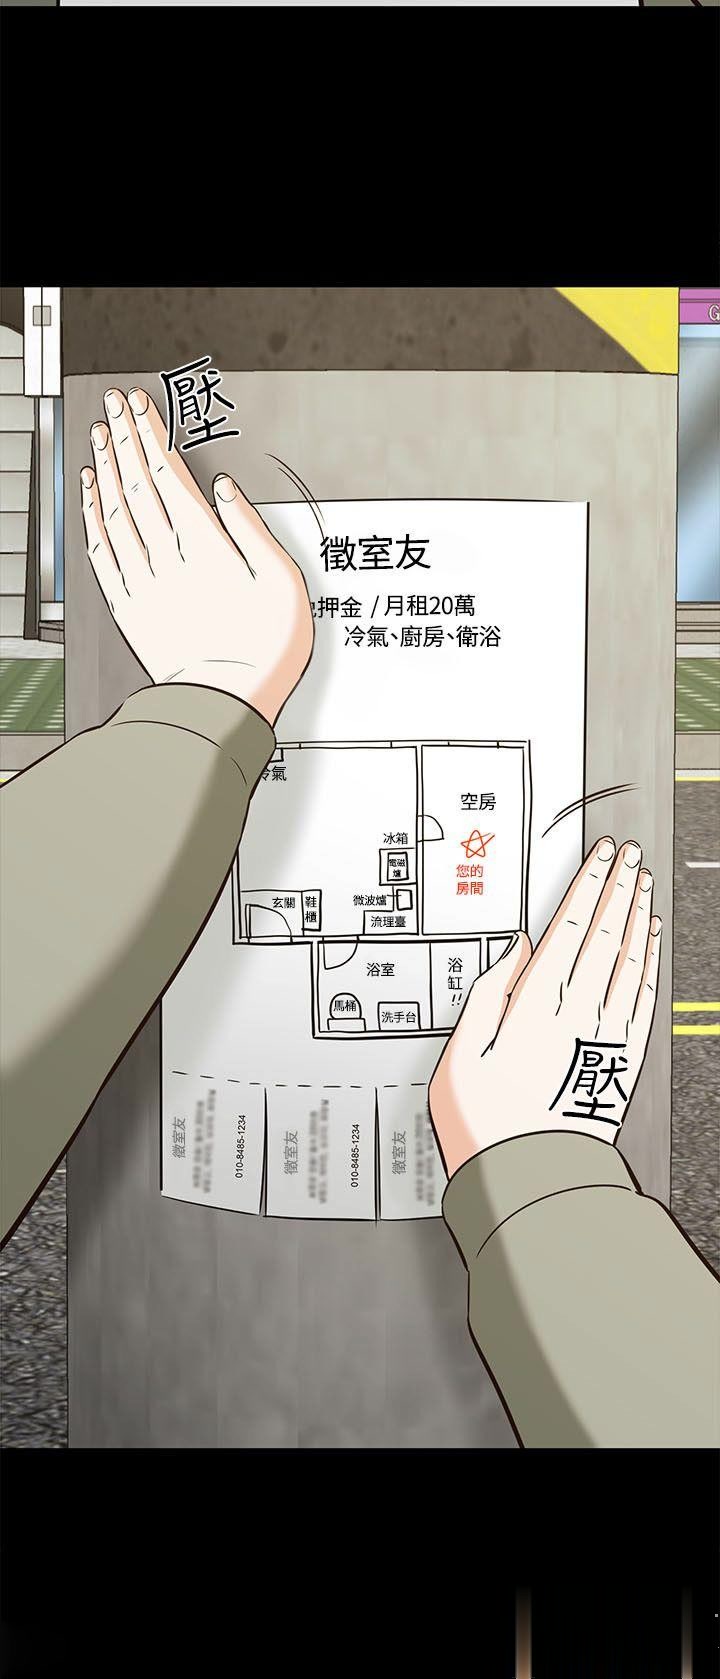 G
壓
徵室友
押金 / 月租20萬
冷氣、廚房、衛浴
冷氣
空房
冰箱
電磁爐
您的
房間
玄關
鞋櫃
微波爐
流理臺
浴室
浴缸!!
馬桶
洗手台
壓
徵室友
010-8485-1234
徵室友
010-8485-1234
徵室友